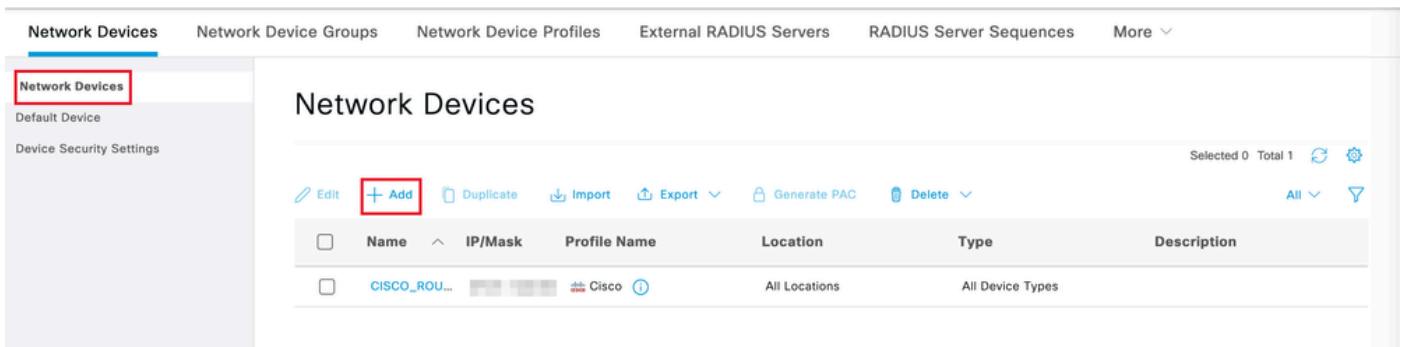 Network Devices Network Device Groups Network Device Profiles External RADIUS Servers RADIUS Server Sequences More
Network Devices
Default Device
Device Security Settings
Network Devices
Selected 0 Total 1
Edit Add Duplicate Import Export Generate PAC Delete All
Name IP/Mask Profile Name Location Type Description
CISCO_ROU... Cisco All Locations All Device Types